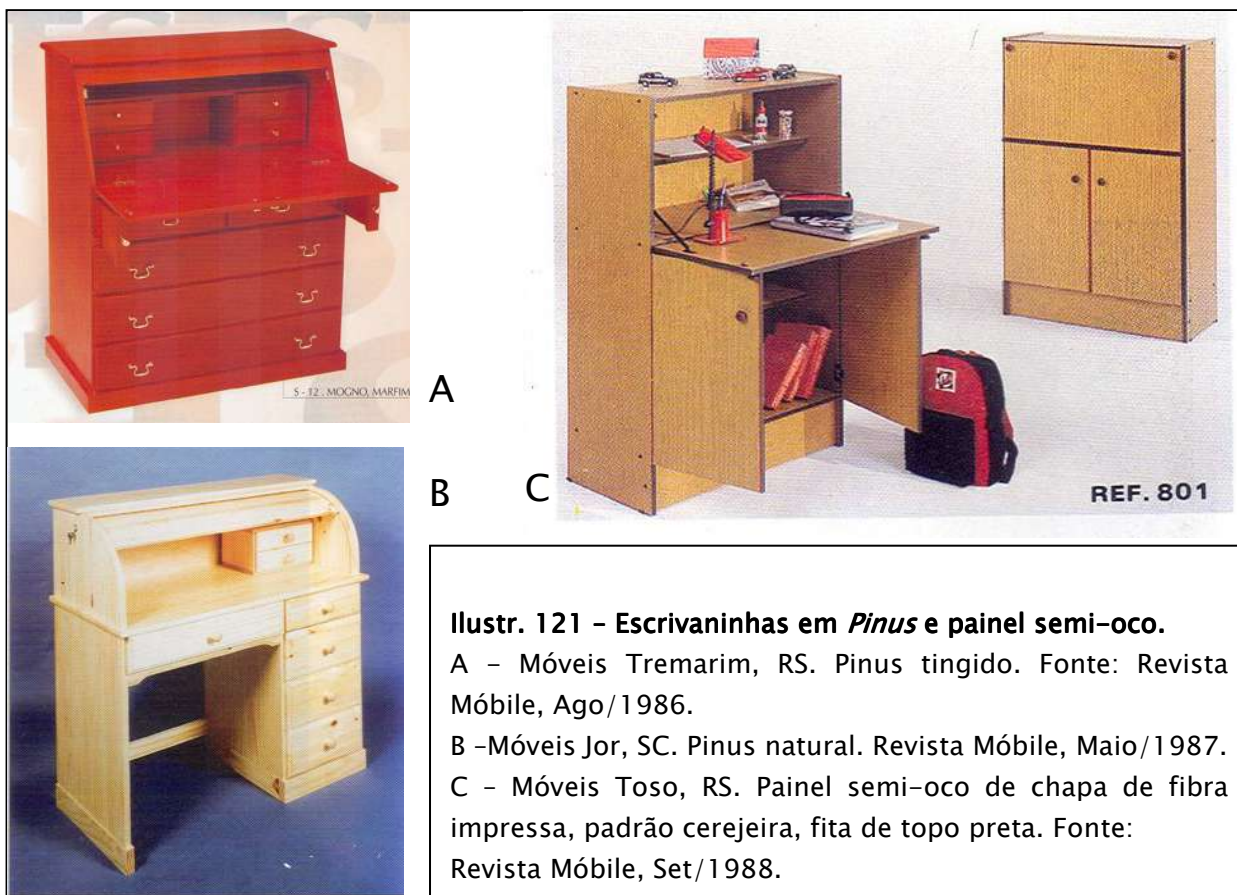 5 - 12 . MOGNO, MARFIM
A
B
C
REF. 801
Ilustr. 121 – Escrivaninhas em Pinus e painel semi-oco.
A – Móveis Tremarim, RS. Pinus tingido. Fonte: Revista
Móbile, Ago/1986.
B –Móveis Jor, SC. Pinus natural. Revista Móbile, Maio/1987.
C – Móveis Toso, RS. Painel semi-oco de chapa de fibra
impressa, padrão cerejeira, fita de topo preta. Fonte:
Revista Móbile, Set/1988.